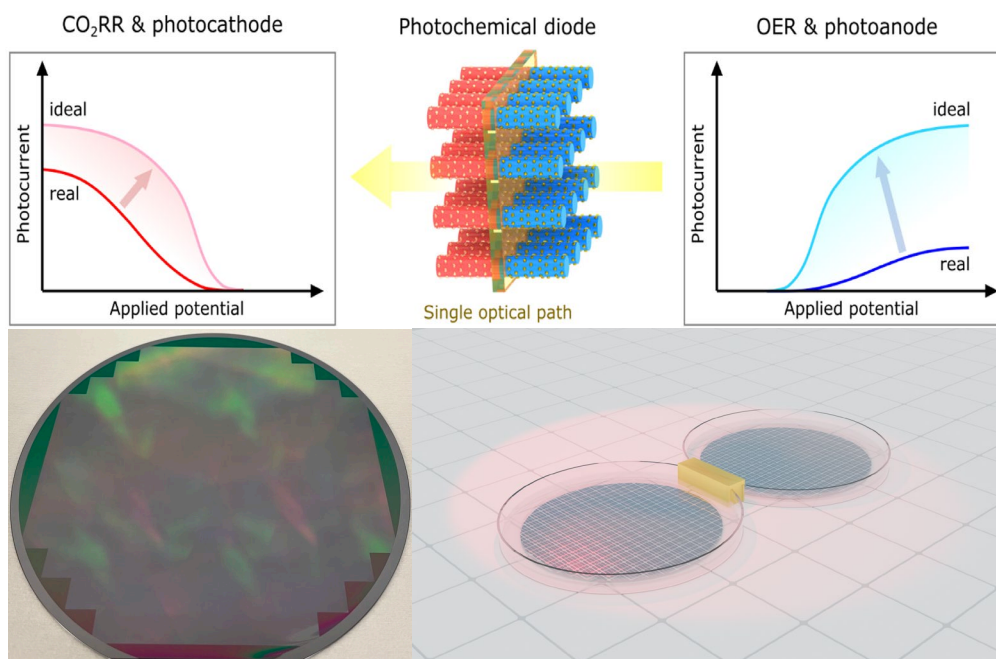 CO₂RR & photocathode
Photochemical diode
OER & photoanode
Photocurrent
ideal
real
Applied potential
Single optical path
Photocurrent
ideal
real
Applied potential